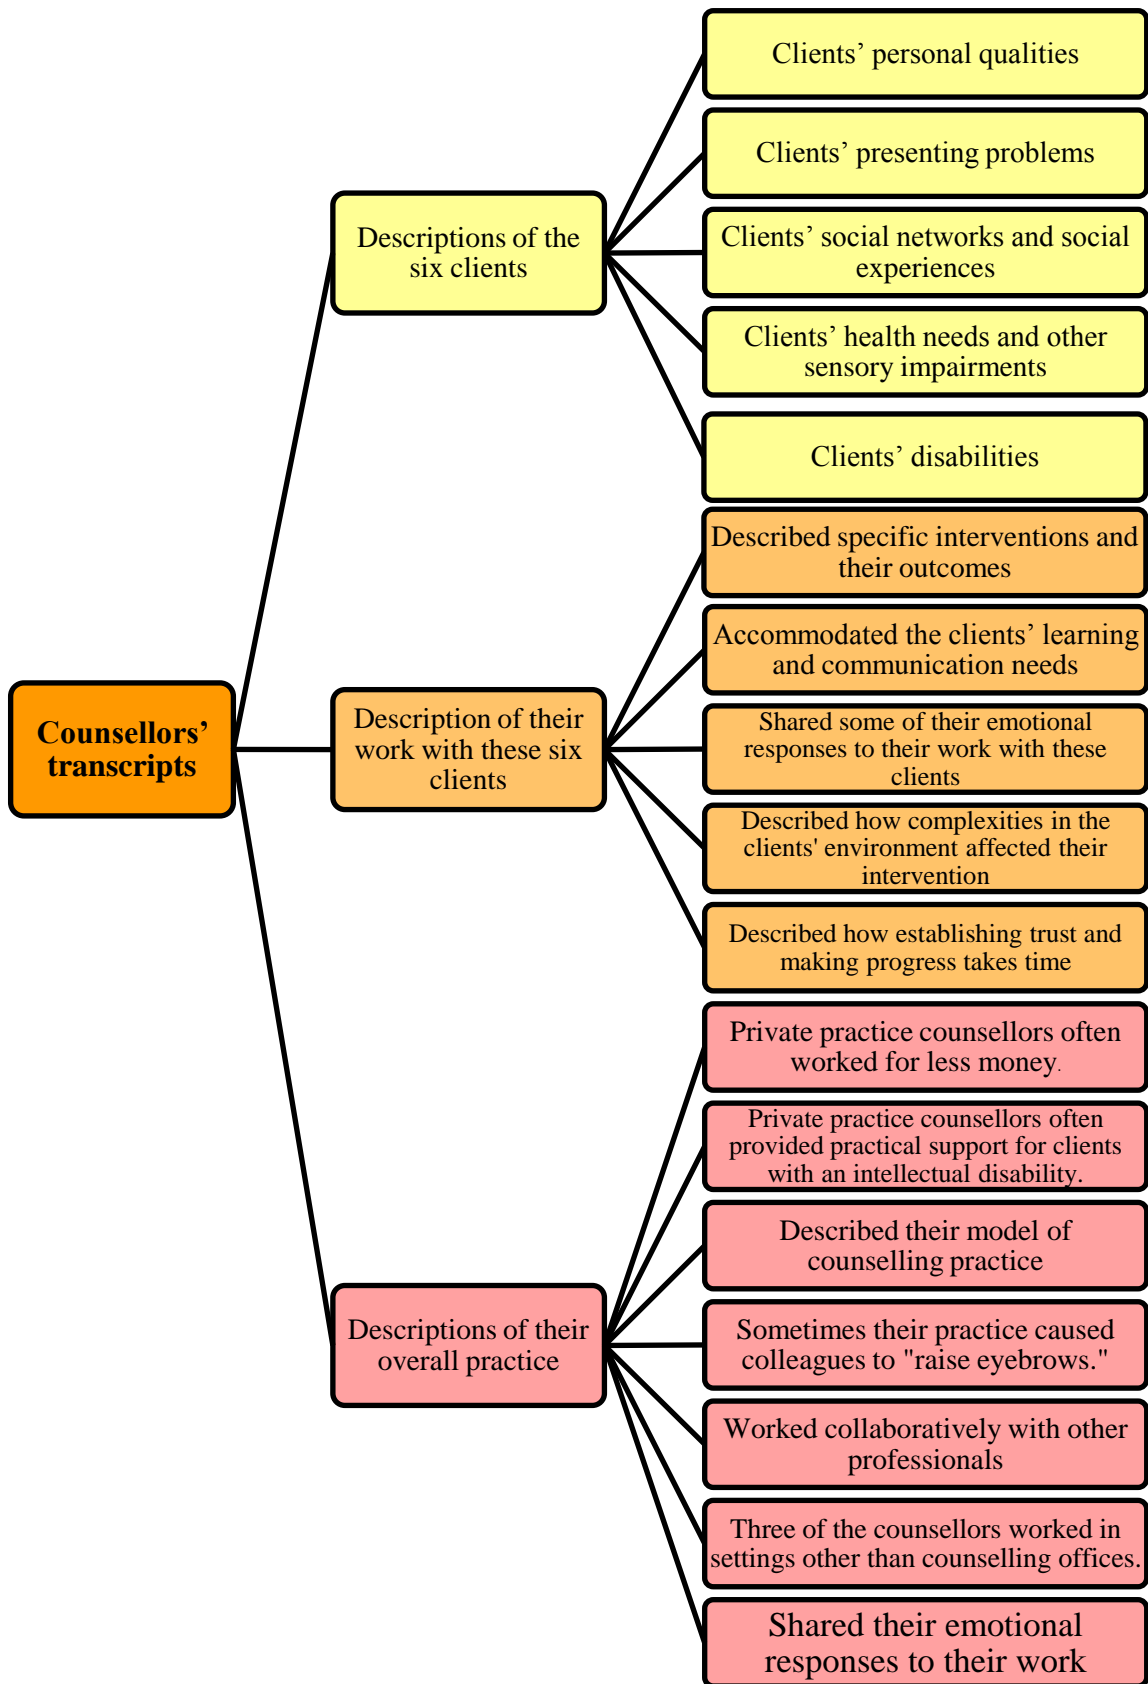 Clients’ personal qualities
Clients’ presenting problems
Clients’ social networks and social
experiences
Clients’ health needs and other
sensory impairments
Clients’ disabilities
Descriptions of the
six clients
Described specific interventions and
their outcomes
Accommodated the clients’ learning
and communication needs
Shared some of their emotional
responses to their work with these
clients
Described how complexities in the
clients' environment affected their
intervention
Described how establishing trust and
making progress takes time
Description of their
work with these six
clients
Counsellors’
transcripts
Private practice counsellors often
worked for less money.
Private practice counsellors often
provided practical support for clients
with an intellectual disability.
Described their model of
counselling practice
Sometimes their practice caused
colleagues to "raise eyebrows."
Worked collaboratively with other
professionals
Three of the counsellors worked in
settings other than counselling offices.
Shared their emotional
responses to their work
Descriptions of their
overall practice